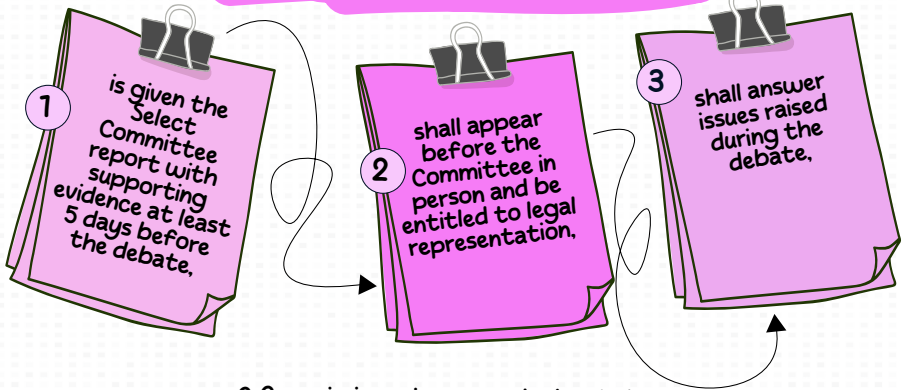 1
is given the
Select
Committee
report with
supporting
evidence at least
5 days before
the debate,
2
shall appear
before the
Committee in
person and be
entitled to legal
representation,
3
shall answer
issues raised
during the
debate,